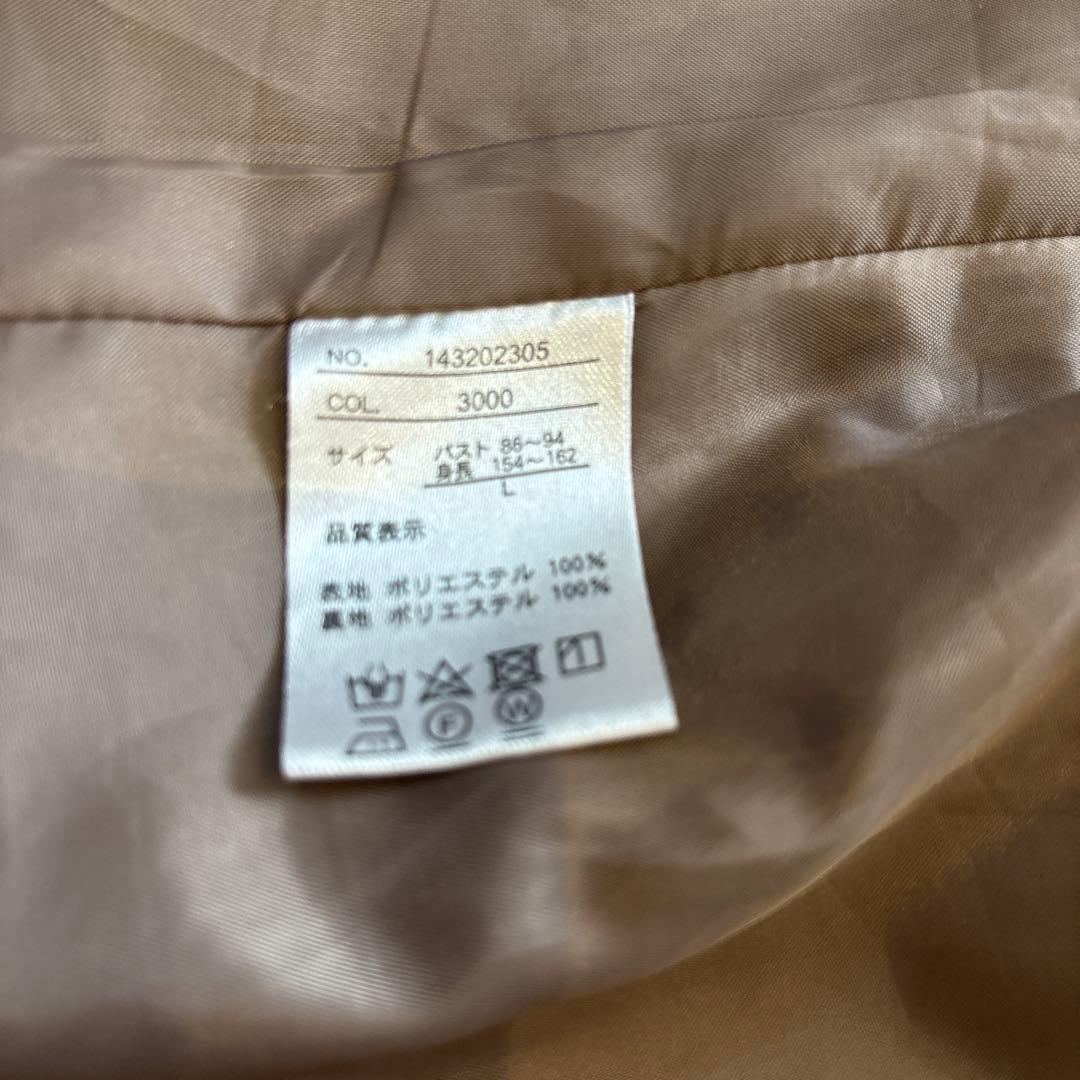 NO. 143202305
COL. 3000
サイズ バスト 86～94
身長 154～162
L
品質表示
表地 ポリエステル 100%
裏地 ポリエステル 100%
F W